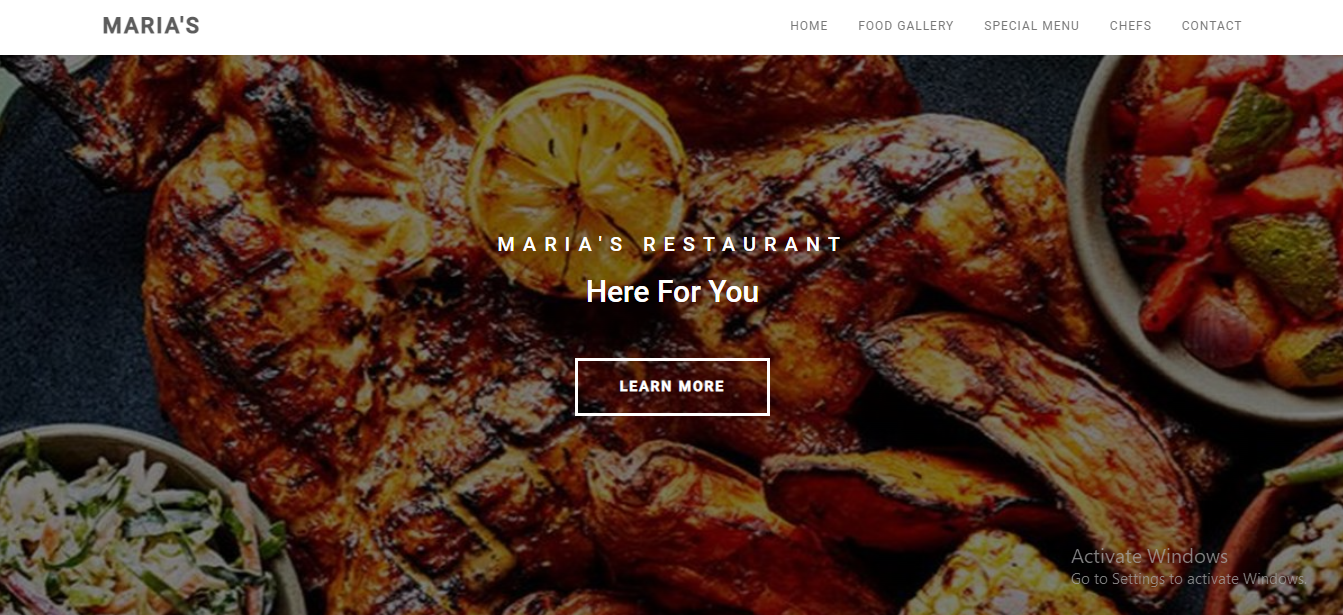 MARIA'S
HOME FOOD GALLERY SPECIAL MENU CHEFS CONTACT
MARIA'S RESTAURANT
Here For You
LEARN MORE
Activate Windows
Go to Settings to activate Windows.